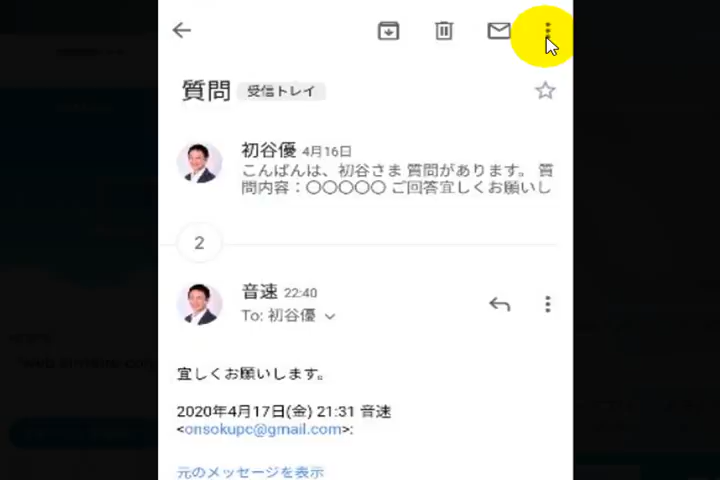 質問 受信トレイ
初谷優 4月16日
こんばんは、初谷さま 質問があります。 質
問内容：〇〇〇〇〇 ご回答宜しくお願いし
2
音速 22:40
To: 初谷優
宜しくお願いします。
2020年4月17日(金) 21:31 音速
<onsokupc@gmail.com>:
元のメッセージを表示